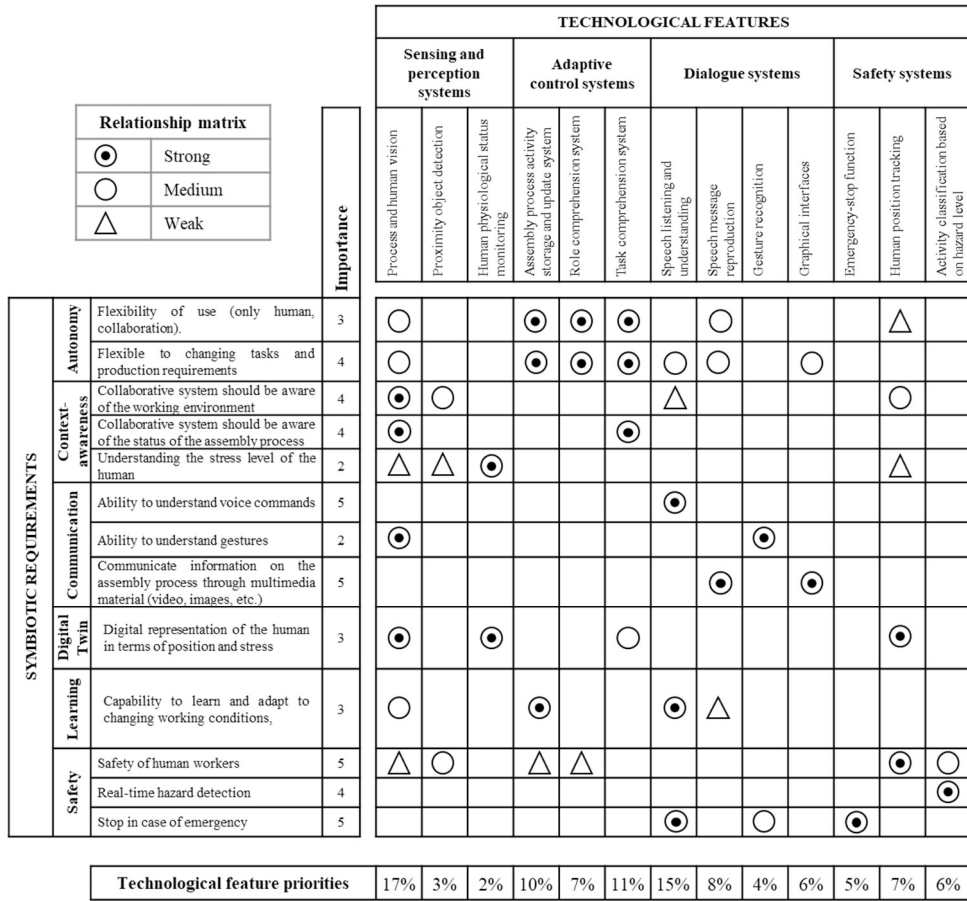 TECHNOLOGICAL FEATURES
Sensing and
perception
systems
Adaptive
control systems
Dialogue systems
Safety systems
Relationship matrix
Strong
Medium
Weak
Importance
Process and human vision
Proximity object detection
Human physiological status
monitoring
Assembly process activity
storage and update system
Role comprehension system
Task comprehension system
Speech listening and
understanding
Speech message
reproduction
Gesture recognition
Graphical interfaces
Emergency-stop function
Human position tracking
Activity classification based
on hazard level
SYMBIOTIC REQUIREMENTS
Autonomy
Flexibility of use (only human,
collaboration).
3
Flexible to changing tasks and
production requirements
4
Context-
awareness
Collaborative system should be aware
of the working environment
4
Collaborative system should be aware
of the status of the assembly process
4
Understanding the stress level of the
human
2
Communication
Ability to understand voice commands
5
Ability to understand gestures
2
Communicate information on the
assembly process through multimedia
material (video, images, etc.)
5
Digital
Twin
Digital representation of the human
in terms of position and stress
3
Learning
Capability to learn and adapt to
changing working conditions,
3
Safety
Safety of human workers
5
Real-time hazard detection
4
Stop in case of emergency
5
Technological feature priorities
17% 3% 2% 10% 7% 11% 15% 8% 4% 6% 5% 7% 6%